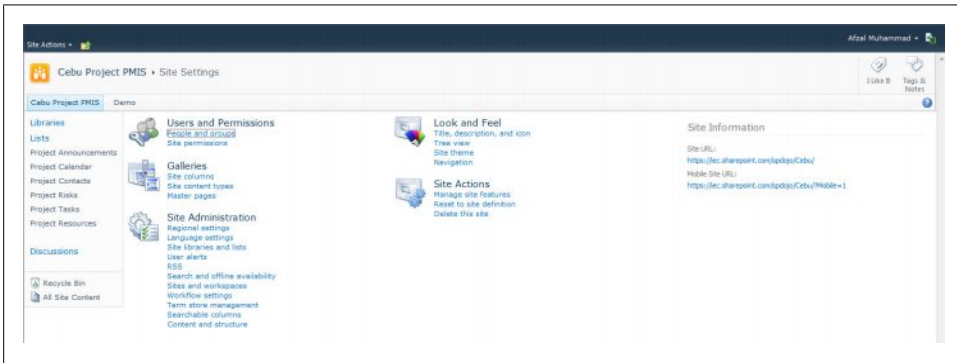 Site Actions
Afzal Muhammad
Cebu Project PMIS › Site Settings
I Like It
Tags & Notes
Cebu Project PMIS
Demo
Libraries
Lists
Project Announcements
Project Calendar
Project Contacts
Project Risks
Project Tasks
Project Resources
Discussions
Recycle Bin
All Site Content
Users and Permissions
People and groups
Site permissions
Galleries
Site columns
Site content types
Master pages
Site Administration
Regional settings
Language settings
Site libraries and lists
User alerts
RSS
Search and offline availability
Sites and workspaces
Workflow settings
Term store management
Searchable columns
Content and structure
Look and Feel
Title, description, and icon
Tree view
Site theme
Navigation
Site Actions
Manage site features
Reset to site definition
Delete this site
Site Information
Site URL:
https://iec.sharepoint.com/spdojo/Cebu/
Mobile Site URL:
https://iec.sharepoint.com/spdojo/Cebu/?Mobile=1